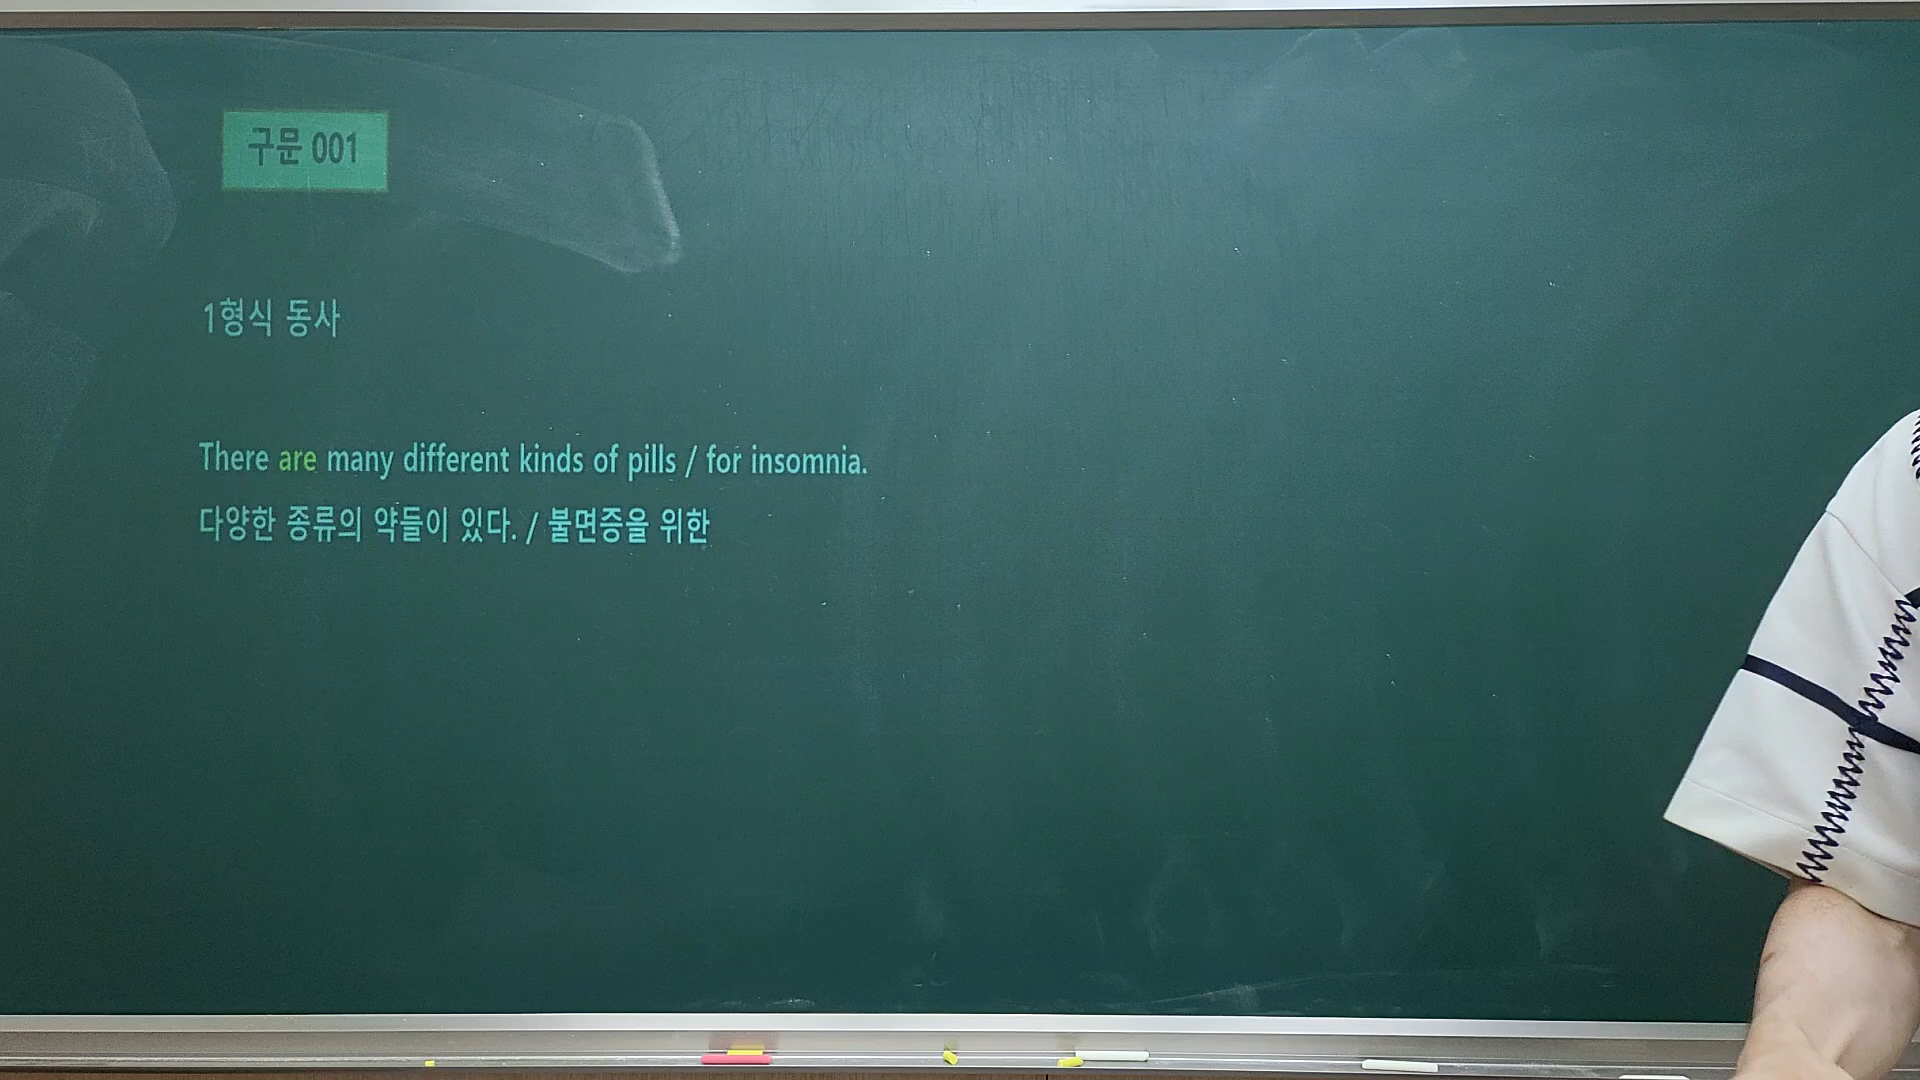 구문 001
1형식 동사
There are many different kinds of pills / for insomnia.
다양한 종류의 약들이 있다. / 불면증을 위한